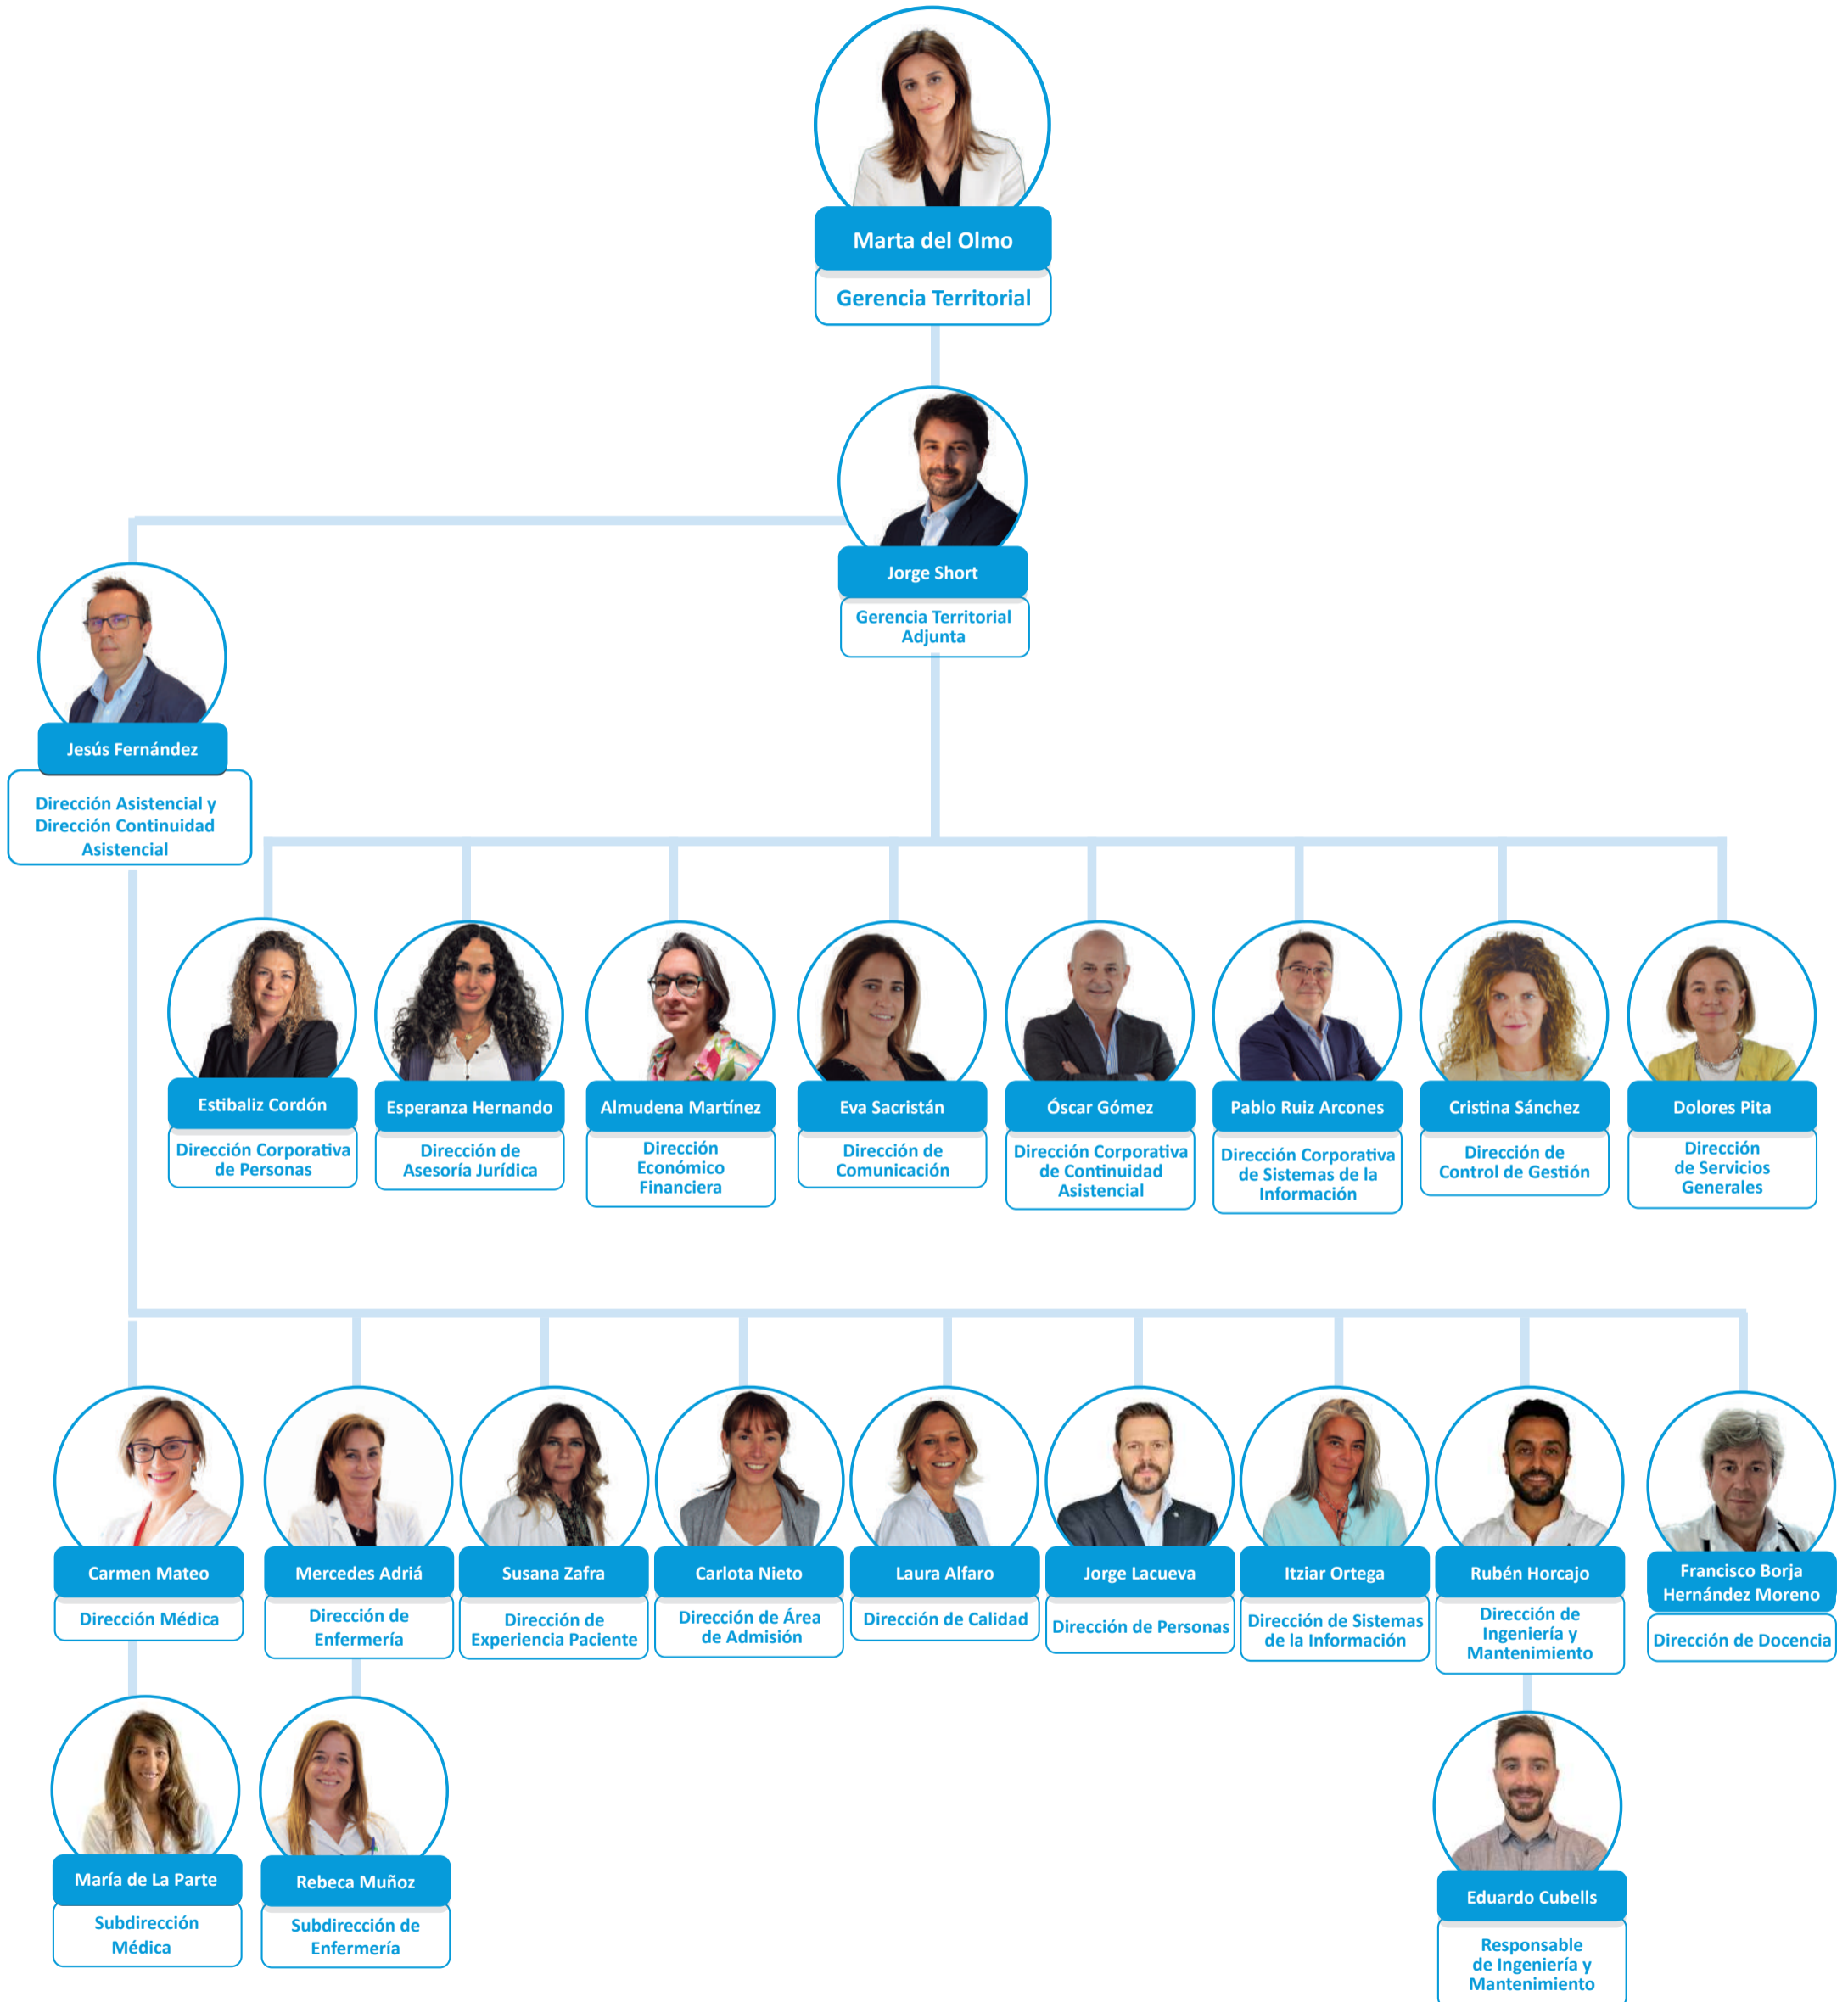 Marta del Olmo
Gerencia Territorial
Jorge Short
Gerencia Territorial
Adjunta
Jesús Fernández
Dirección Asistencial y
Dirección Continuidad
Asistencial
Estibaliz Cordón
Dirección Corporativa
de Personas
Esperanza Hernando
Dirección de
Asesoría Jurídica
Almudena Martínez
Dirección
Económico
Financiera
Eva Sacristán
Dirección de
Comunicación
Óscar Gómez
Dirección Corporativa
de Continuidad
Asistencial
Pablo Ruiz Arcones
Dirección Corporativa
de Sistemas de la
Información
Cristina Sánchez
Dirección de
Control de Gestión
Dolores Pita
Dirección
de Servicios
Generales
Carmen Mateo
Dirección Médica
Mercedes Adriá
Dirección de
Enfermería
Susana Zafra
Dirección de
Experiencia Paciente
Carlota Nieto
Dirección de Área
de Admisión
Laura Alfaro
Dirección de Calidad
Jorge Lacueva
Dirección de Personas
Itziar Ortega
Dirección de Sistemas
de la Información
Rubén Horcajo
Dirección de
Ingeniería y
Mantenimiento
Francisco Borja
Hernández Moreno
Dirección de Docencia
María de La Parte
Subdirección
Médica
Rebeca Muñoz
Subdirección de
Enfermería
Eduardo Cubells
Responsable
de Ingeniería y
Mantenimiento